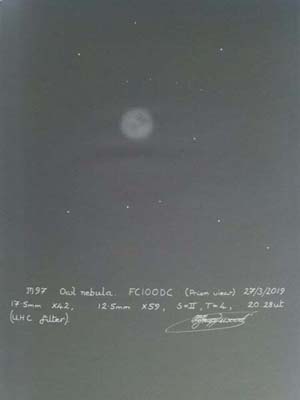 M97 Owl nebula. FC100DC (Prism view) 27/3/2019
17.5mm X42, 12.5mm X59, S=II, T=4, 20.28ut
(UHC filter).